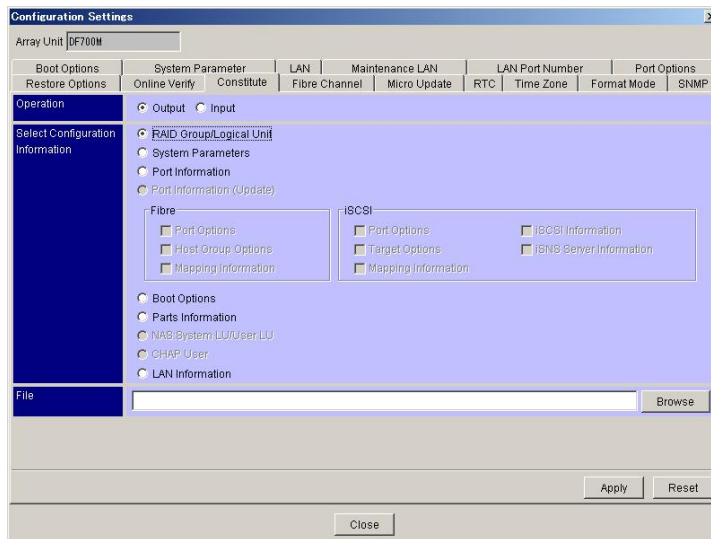 Configuration Settings
Array Unit DF700M
Boot Options System Parameter LAN Maintenance LAN LAN Port Number Port Options
Restore Options Online Verify Constitute Fibre Channel Micro Update RTC Time Zone Format Mode SNMP
Operation Output Input
Select Configuration Information
RAID Group/Logical Unit
System Parameters
Port Information
Port Information (Update)
Fibre
Port Options
Host Group Options
Mapping Information
iSCSI
Port Options iSCSI Information
Target Options iSNS Server Information
Mapping Information
Boot Options
Parts Information
NAS:System LU/User LU
CHAP User
LAN Information
File Browse
Apply Reset
Close